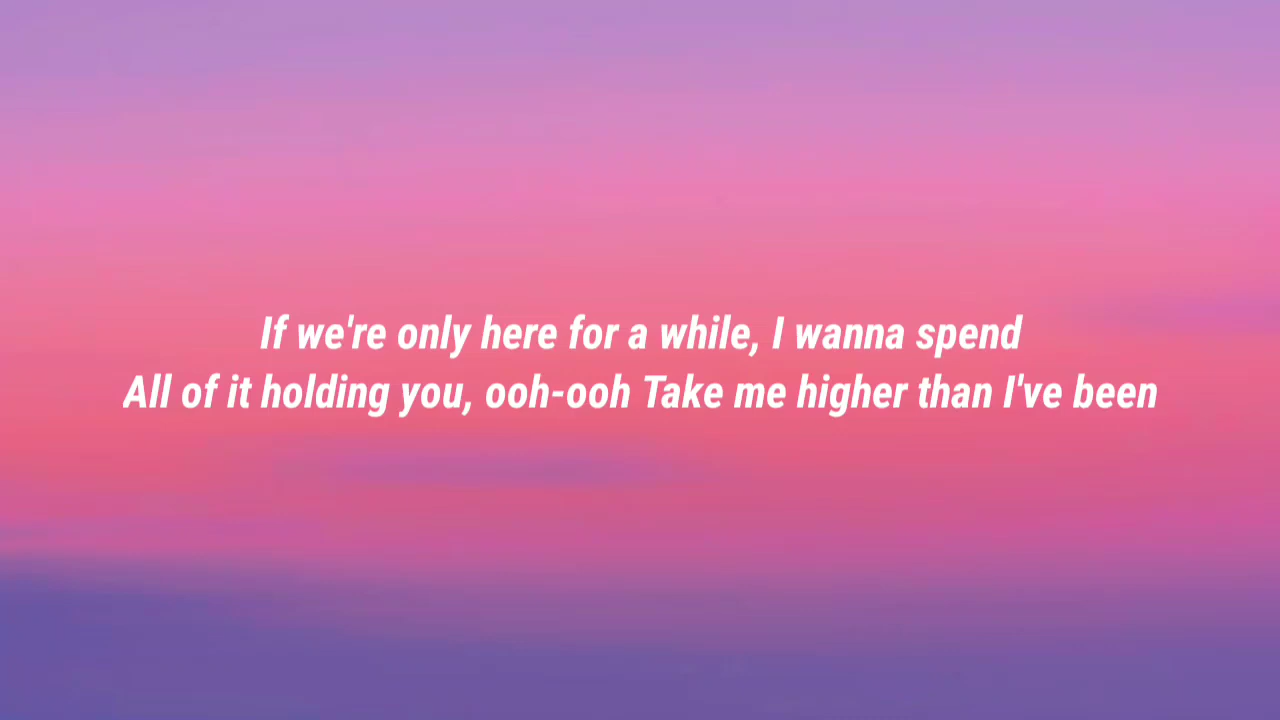 If we're only here for a while, I wanna spend
All of it holding you, ooh-ooh Take me higher than I've been